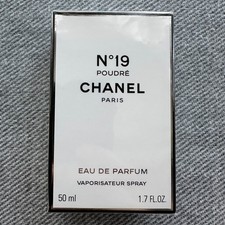 N°19
POUDRÉ
CHANEL
PARIS
EAU DE PARFUM
VAPORISATEUR SPRAY
50 ml 1.7 FL.OZ.